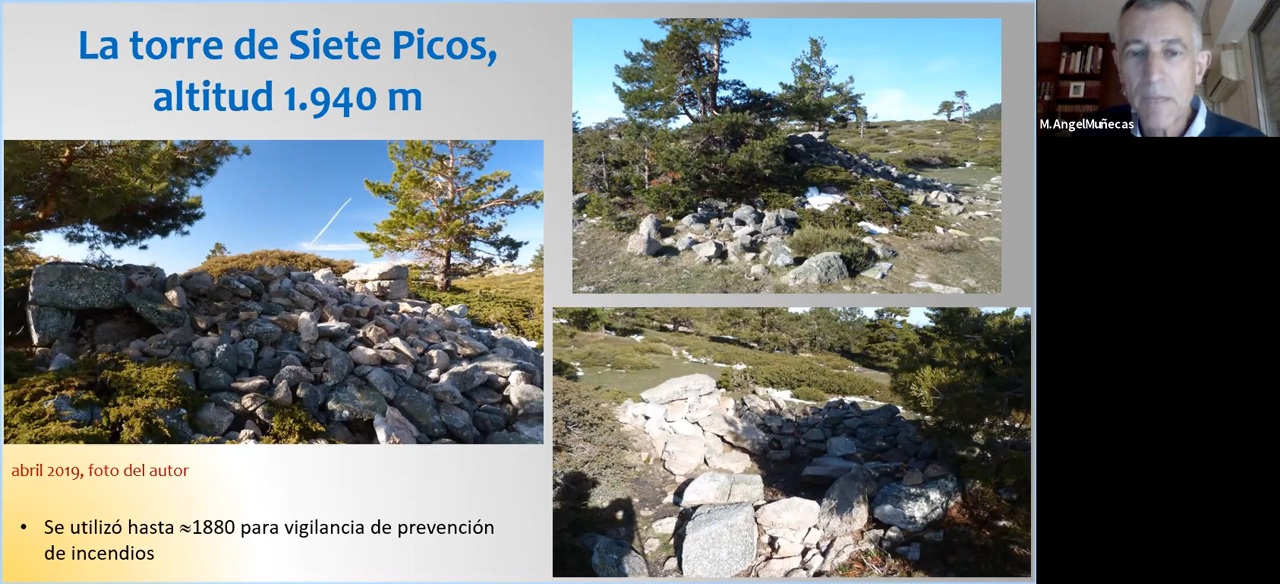 La torre de Siete Picos,
altitud 1.940 m
M.AngelMuñecas
abril 2019, foto del autor
• Se utilizó hasta ≈1880 para vigilancia de prevención
de incendios